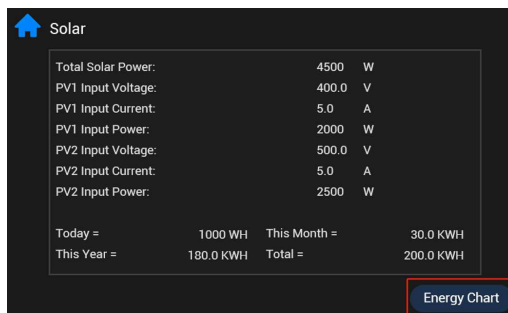 Solar
Total Solar Power: 4500 W
PV1 Input Voltage: 400.0 V
PV1 Input Current: 5.0 A
PV1 Input Power: 2000 W
PV2 Input Voltage: 500.0 V
PV2 Input Current: 5.0 A
PV2 Input Power: 2500 W
Today = 1000 WH This Month = 30.0 KWH
This Year = 180.0 KWH Total = 200.0 KWH
Energy Chart